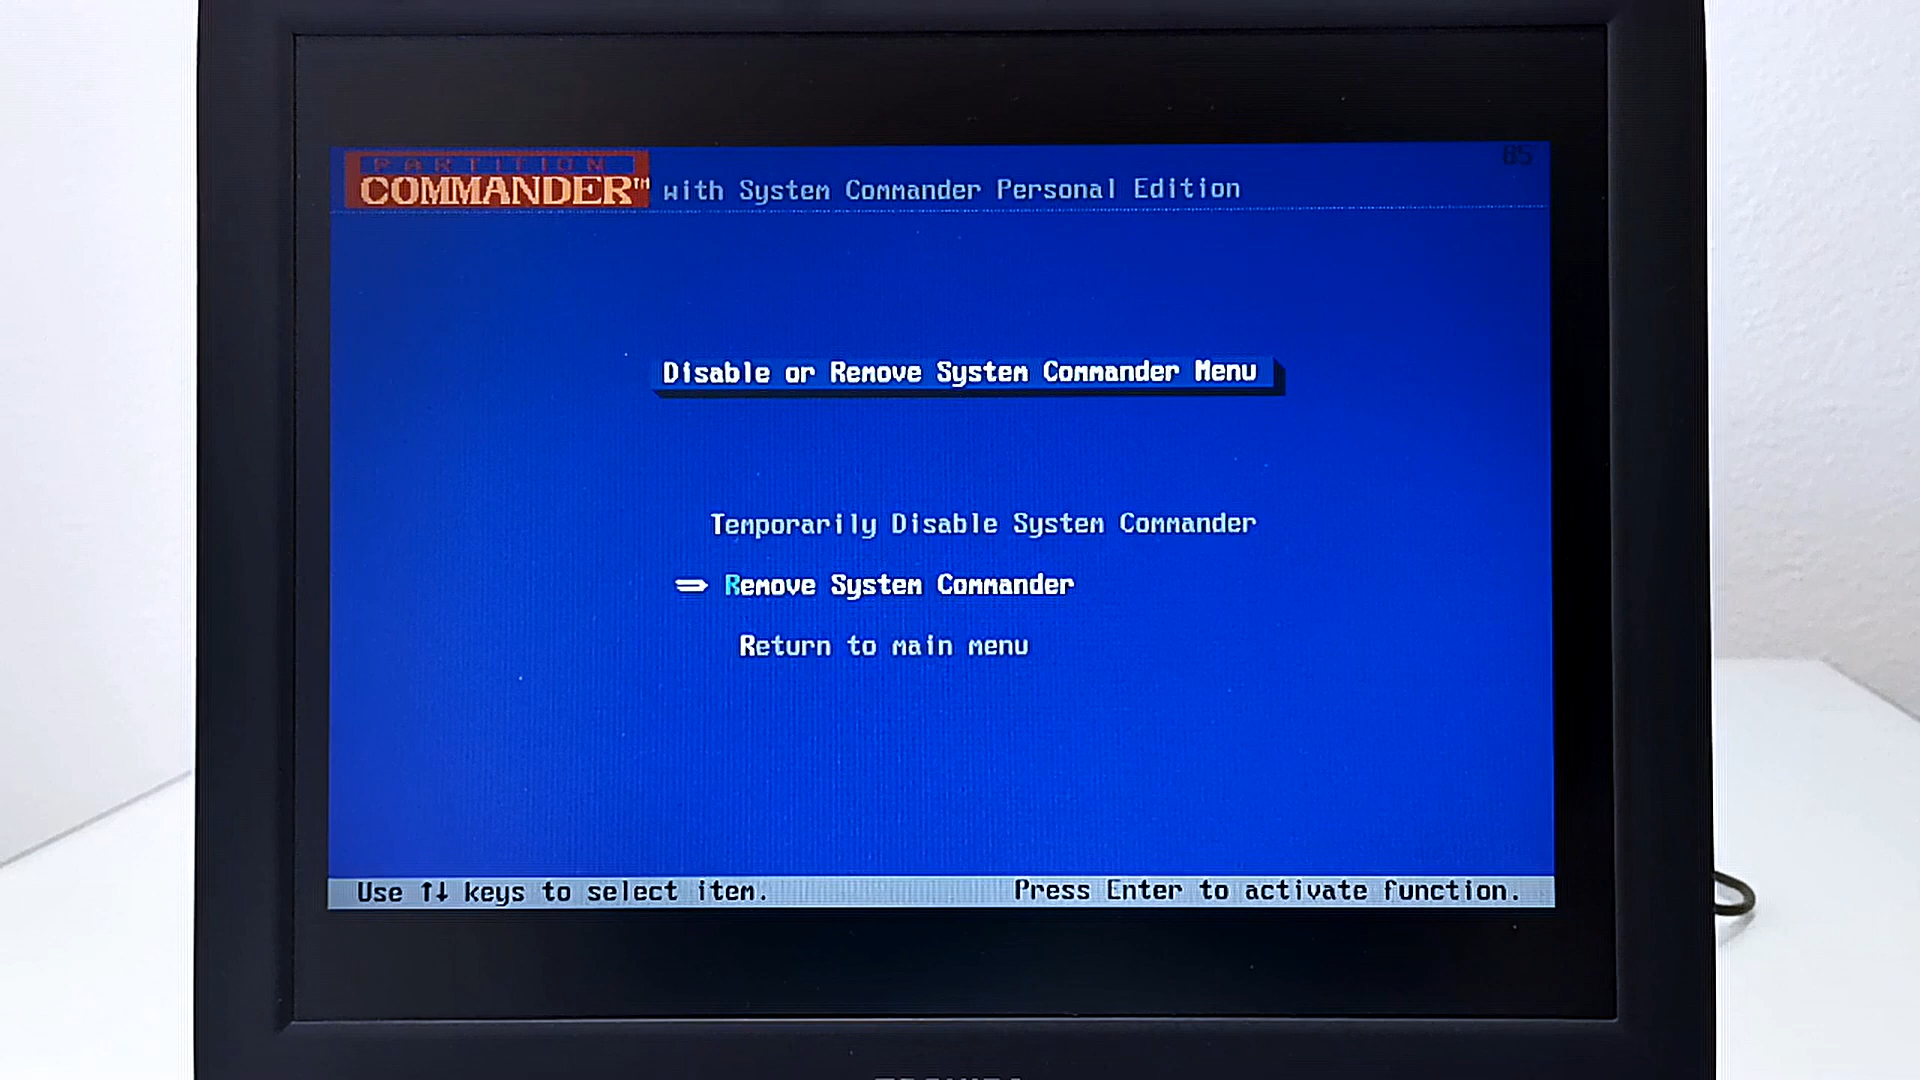 PARTITION
85
COMMANDER™ with System Commander Personal Edition
Disable or Remove System Commander Menu
Temporarily Disable System Commander
⇒ Remove System Commander
Return to main menu
Use ↑↓ keys to select item. Press Enter to activate function.